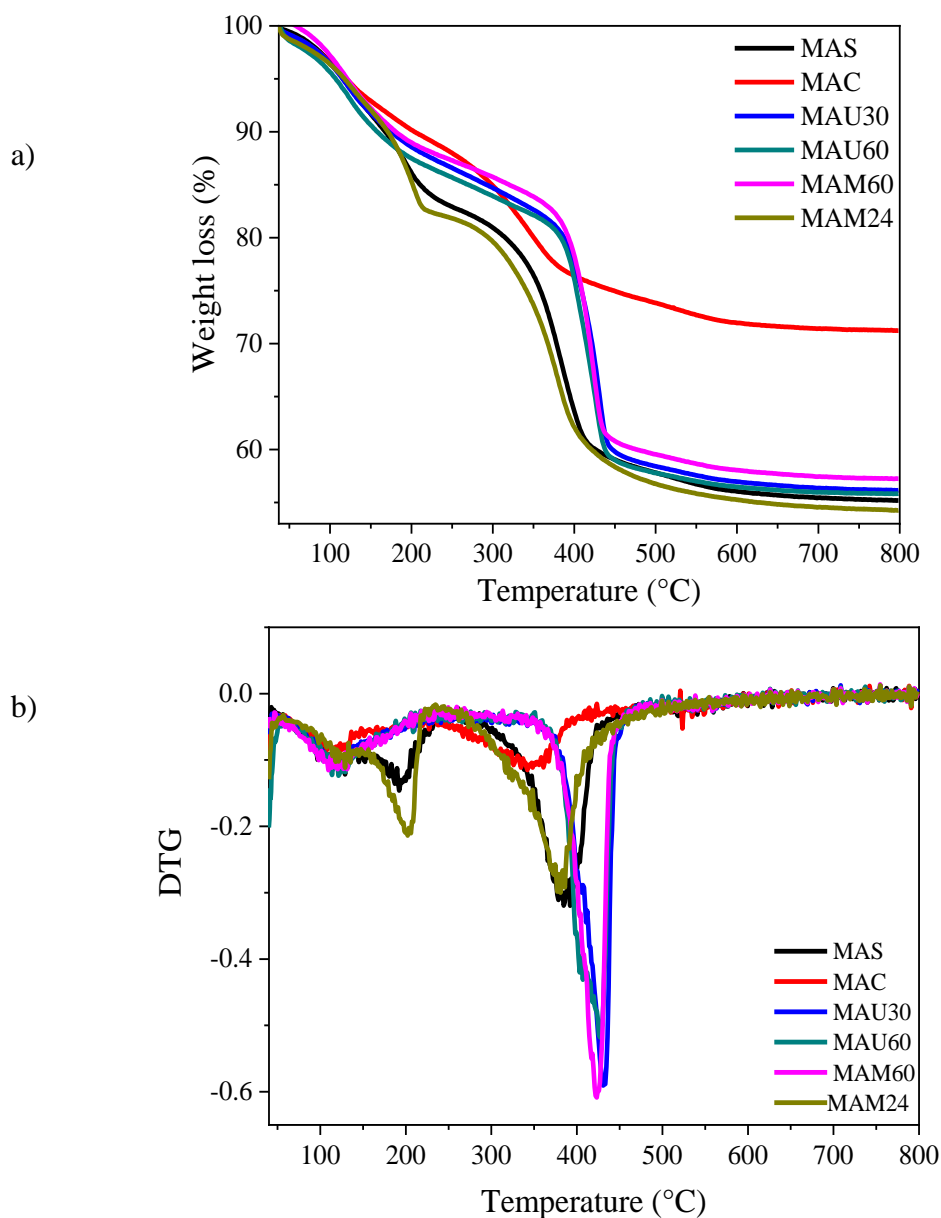 a)
Weight loss (%)
100
90
80
70
60
MAS
MAC
MAU30
MAU60
MAM60
MAM24
100 200 300 400 500 600 700 800
Temperature (°C)
b)
DTG
0.0
-0.2
-0.4
-0.6
MAS
MAC
MAU30
MAU60
MAM60
MAM24
100 200 300 400 500 600 700 800
Temperature (°C)